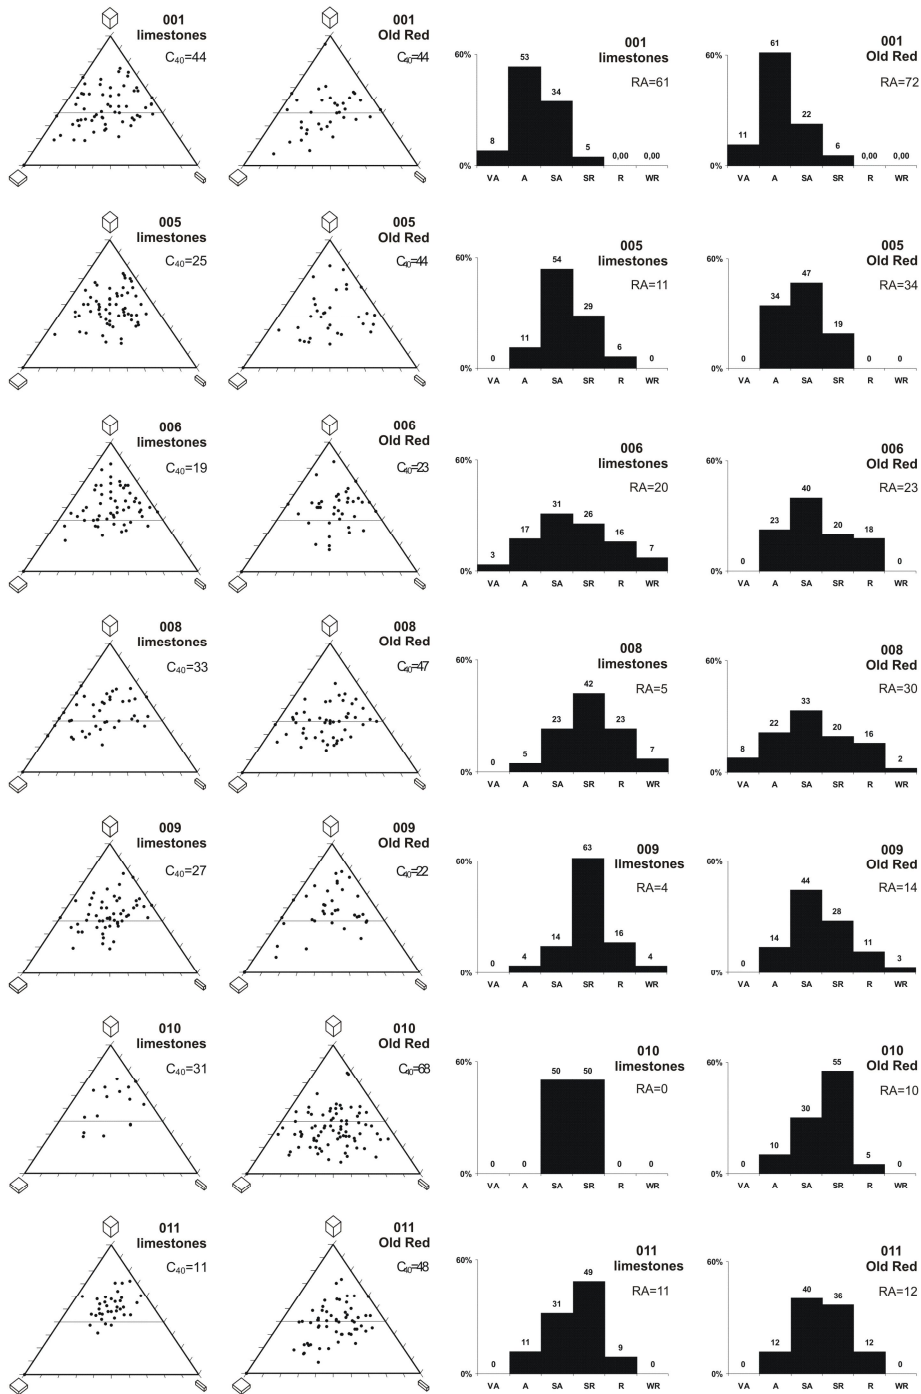 001
limestones
C₄₀=44
001
Old Red
C₄₀=44
001
limestones
RA=61
60%
53
34
8
5
0,00
0,00
0%
VA A SA SR R WR
001
Old Red
RA=72
60%
61
22
11
6
0,00
0,00
0%
VA A SA SR R WR
005
limestones
C₄₀=25
005
Old Red
C₄₀=44
005
limestones
RA=11
60%
54
29
11
6
0
0
0%
VA A SA SR R WR
005
Old Red
RA=34
60%
47
34
19
0
0
0
0%
VA A SA SR R WR
006
limestones
C₄₀=19
006
Old Red
C₄₀=23
006
limestones
RA=20
60%
31
26
17
16
7
3
0%
VA A SA SR R WR
006
Old Red
RA=23
60%
40
23
20
18
0
0
0%
VA A SA SR R WR
008
limestones
C₄₀=33
008
Old Red
C₄₀=47
008
limestones
RA=5
60%
42
23
23
7
5
0
0%
VA A SA SR R WR
008
Old Red
RA=30
60%
33
22
20
16
8
2
0%
VA A SA SR R WR
009
limestones
C₄₀=27
009
Old Red
C₄₀=22
009
limestones
RA=4
60%
63
14
16
4
4
0
0%
VA A SA SR R WR
009
Old Red
RA=14
60%
44
28
14
11
3
0
0%
VA A SA SR R WR
010
limestones
C₄₀=31
010
Old Red
C₄₀=68
010
limestones
RA=0
60%
50 50
0 0 0 0
0%
VA A SA SR R WR
010
Old Red
RA=10
60%
55
30
10
5
0
0
0%
VA A SA SR R WR
011
limestones
C₄₀=11
011
Old Red
C₄₀=48
011
limestones
RA=11
60%
49
31
11
9
0
0
0%
VA A SA SR R WR
011
Old Red
RA=12
60%
40
36
12
12
0
0
0%
VA A SA SR R WR